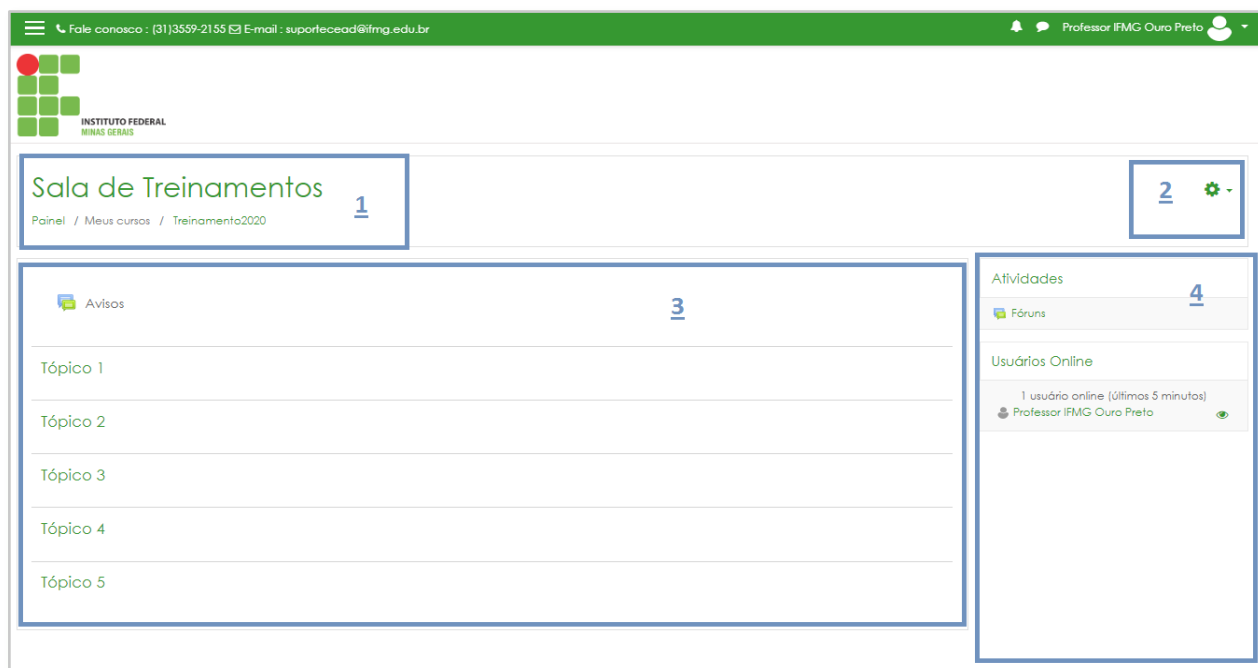 Fale conosco : (31)3559-2155 E-mail : suportecead@ifmg.edu.br
Professor IFMG Ouro Preto
INSTITUTO FEDERAL
MINAS GERAIS
Sala de Treinamentos
1
Painel / Meus cursos / Treinamento2020
2
Avisos
3
Tópico 1
Tópico 2
Tópico 3
Tópico 4
Tópico 5
Atividades
4
Fóruns
Usuários Online
1 usuário online (últimos 5 minutos)
Professor IFMG Ouro Preto